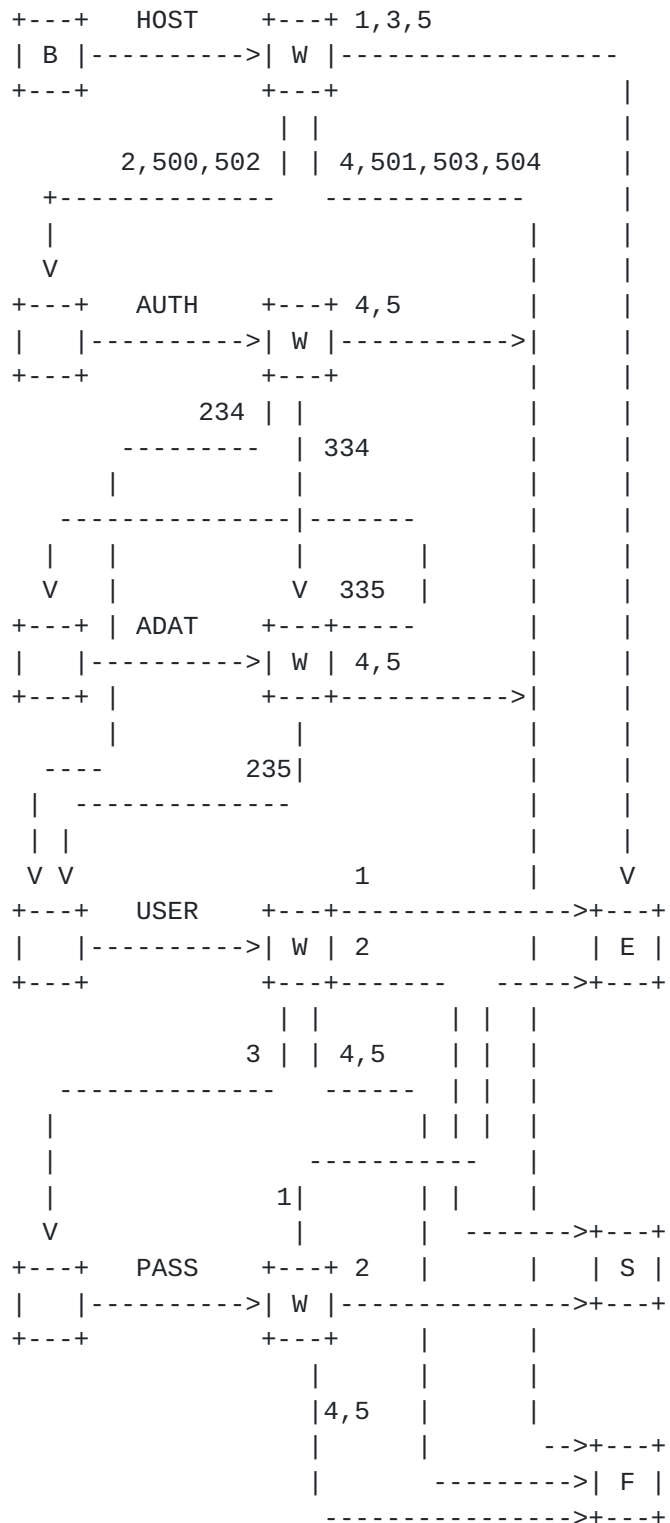 HOST 1,3,5
B W
2,500,502 4,501,503,504
V
AUTH 4,5
W
234
334
V V 335
ADAT
W 4,5
235
V V 1 V
USER
W 2 E
3 4,5
1
V
PASS 2 S
W
4,5
F